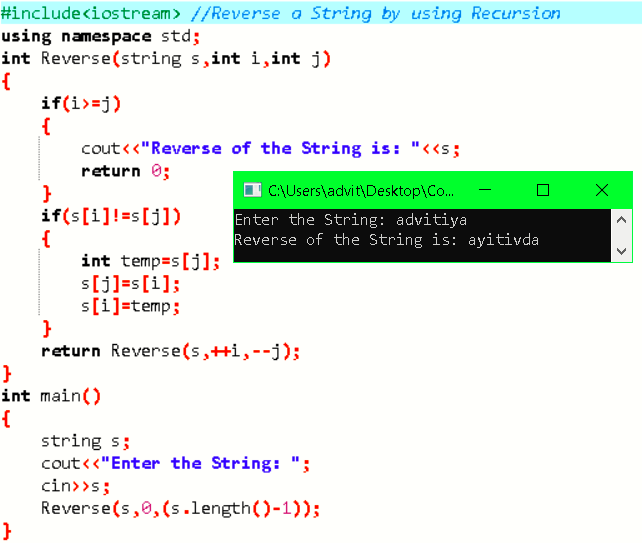 #include<iostream> //Reverse a String by using Recursion
using namespace std;
int Reverse(string s,int i,int j)
{
    if(i>=j)
    {
        cout<<"Reverse of the String is: "<<s;
        return 0;
    }
    if(s[i]!=s[j])
    {
        int temp=s[j];
        s[j]=s[i];
        s[i]=temp;
    }
    return Reverse(s,++i,--j);
}
int main()
{
    string s;
    cout<<"Enter the String: ";
    cin>>s;
    Reverse(s,0,(s.length()-1));
}
C:\Users\advit\Desktop\Co...
Enter the String: advitiya
Reverse of the String is: ayitivda